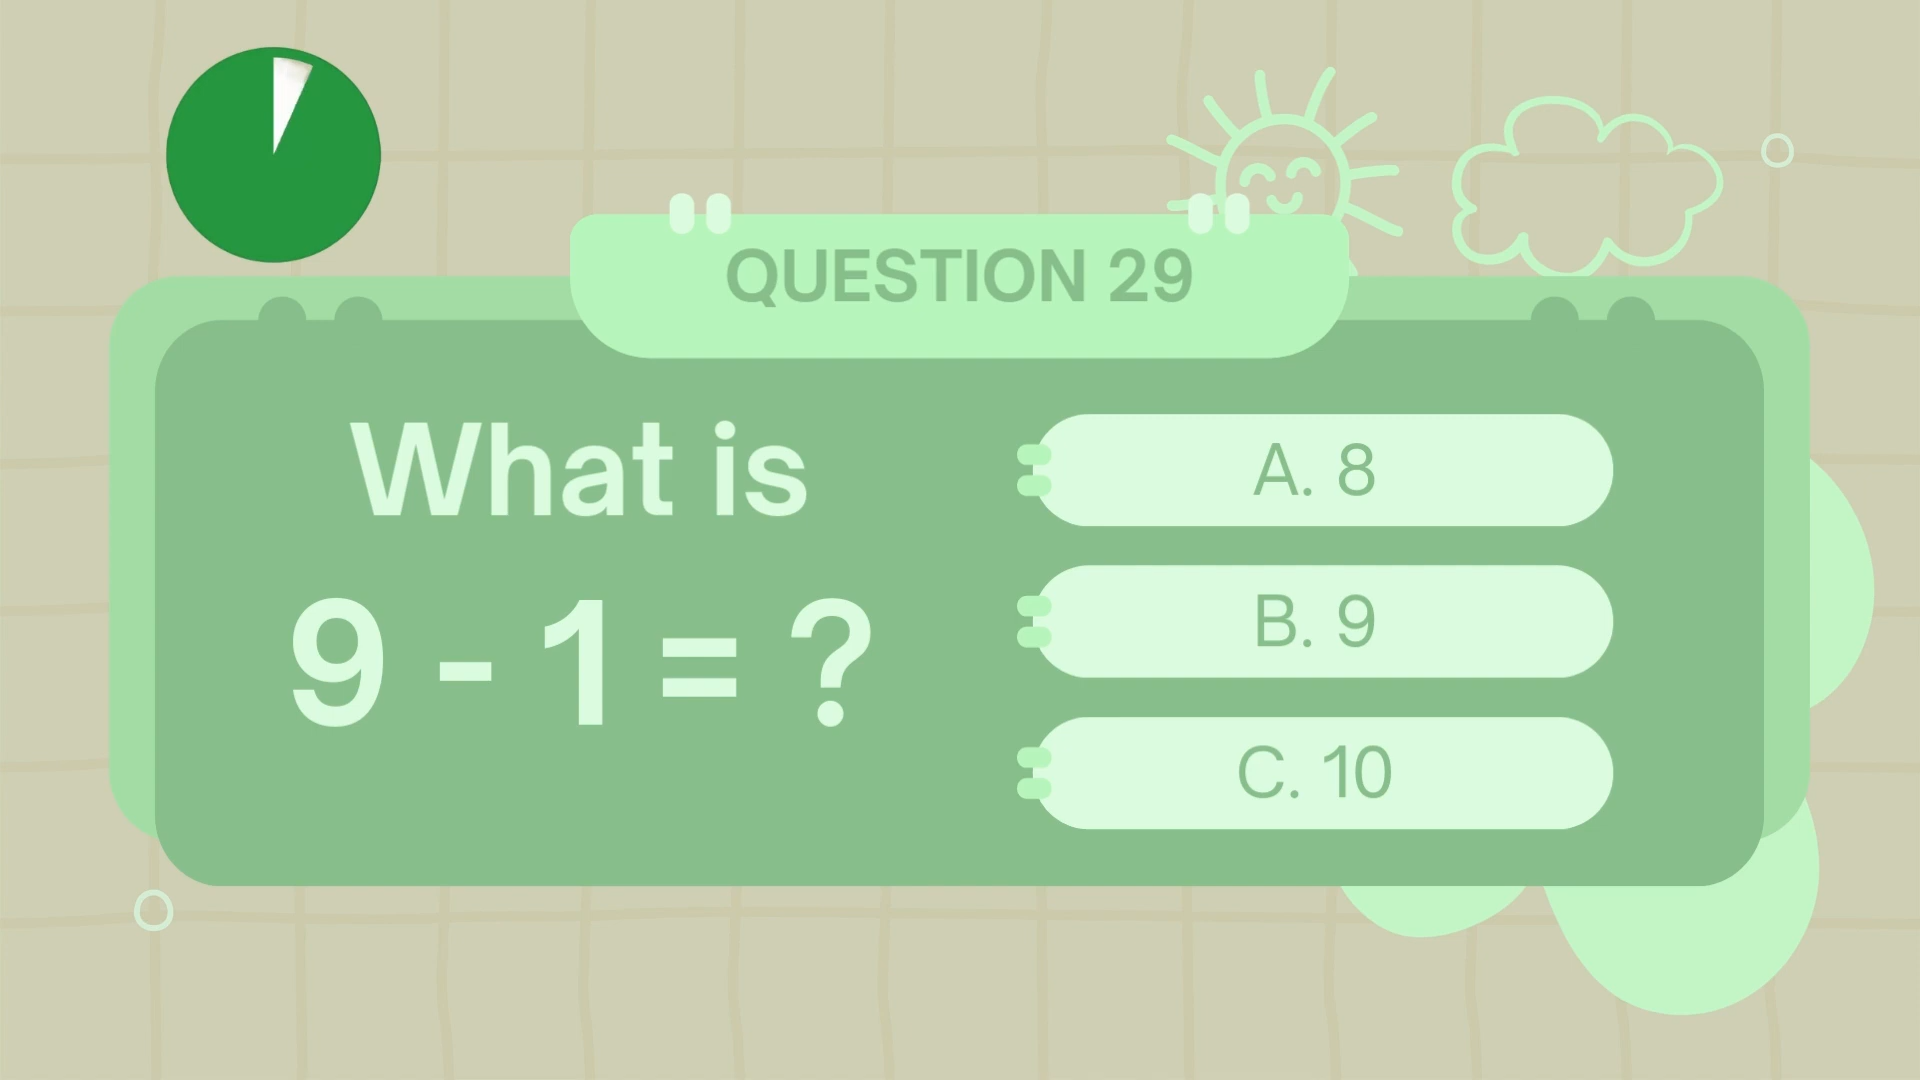 QUESTION 29
What is
9 - 1 = ?
A. 8
B. 9
C. 10